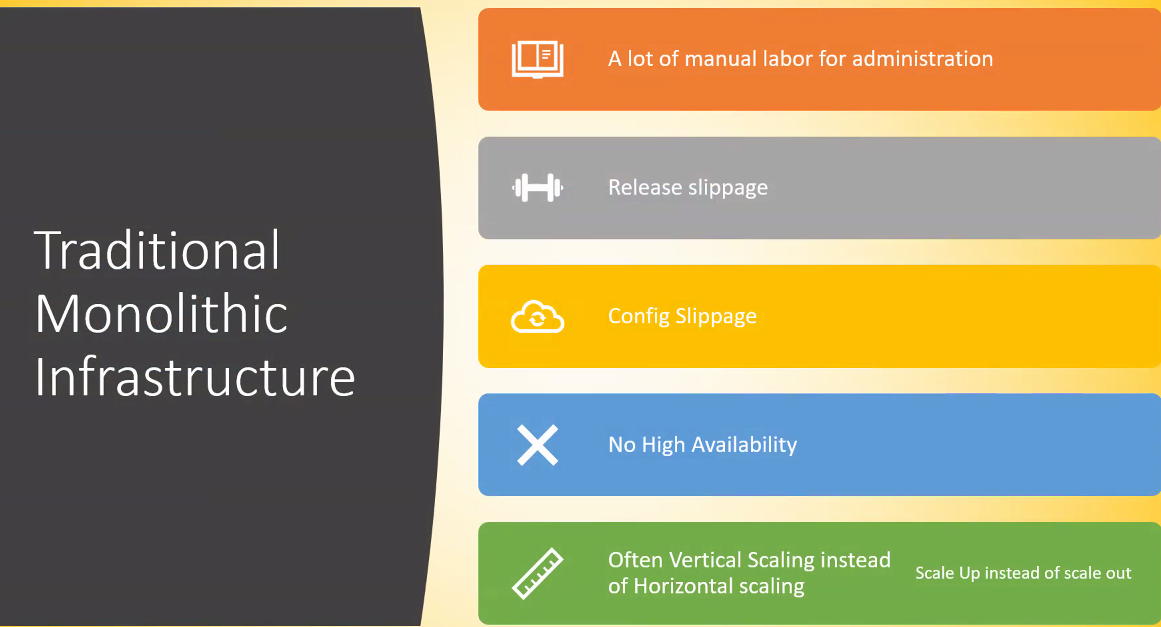 Traditional
Monolithic
Infrastructure
A lot of manual labor for administration
Release slippage
Config Slippage
No High Availability
Often Vertical Scaling instead
of Horizontal scaling
Scale Up instead of scale out